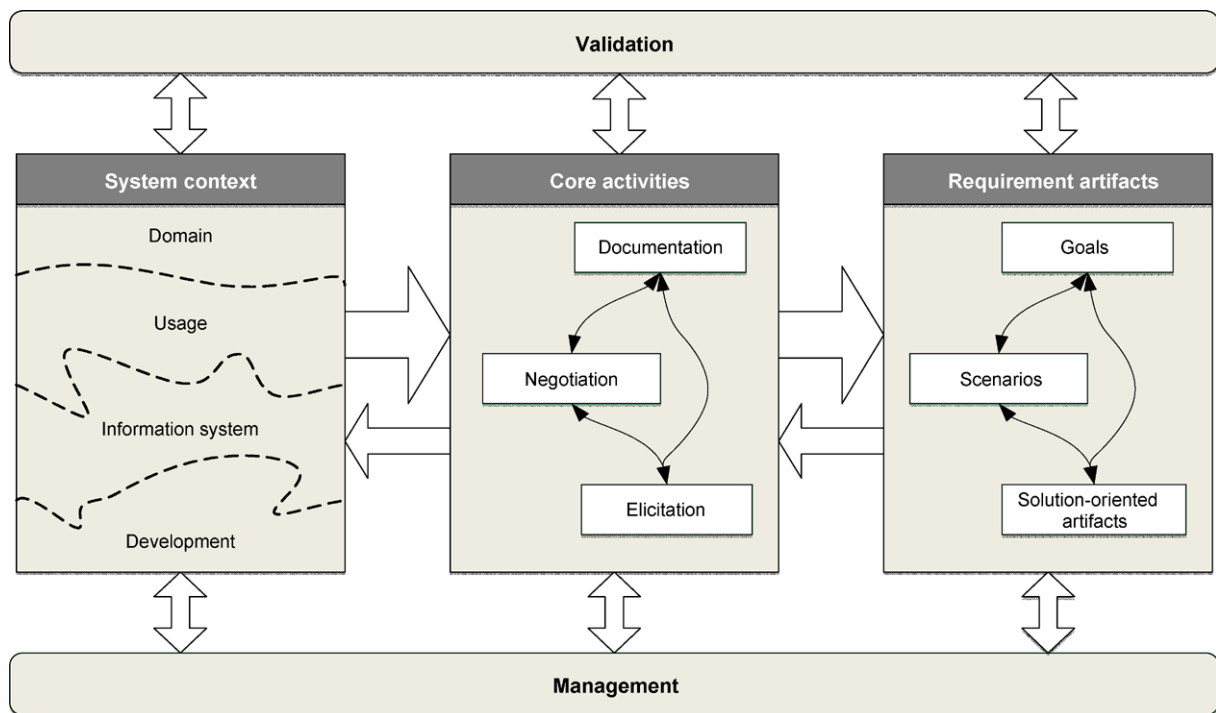 Validation
System context
Domain
Usage
Information system
Development
Core activities
Documentation
Negotiation
Elicitation
Requirement artifacts
Goals
Scenarios
Solution-oriented
artifacts
Management